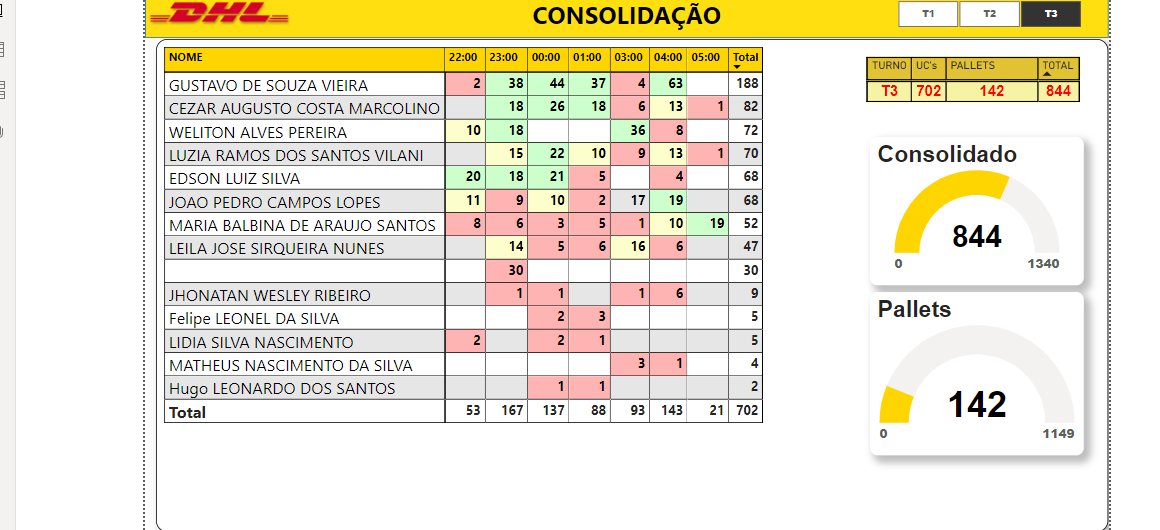 DHL
CONSOLIDAÇÃO
T1 T2 T3
NOME 22:00 23:00 00:00 01:00 03:00 04:00 05:00 Total
GUSTAVO DE SOUZA VIEIRA 2 38 44 37 4 63 188
CEZAR AUGUSTO COSTA MARCOLINO 18 26 18 6 13 1 82
WELITON ALVES PEREIRA 10 18 36 8 72
LUZIA RAMOS DOS SANTOS VILANI 15 22 10 9 13 1 70
EDSON LUIZ SILVA 20 18 21 5 4 68
JOAO PEDRO CAMPOS LOPES 11 9 10 2 17 19 68
MARIA BALBINA DE ARAUJO SANTOS 8 6 3 5 1 10 19 52
LEILA JOSE SIRQUEIRA NUNES 14 5 6 16 6 47
30 30
JHONATAN WESLEY RIBEIRO 1 1 1 6 9
Felipe LEONEL DA SILVA 2 3 5
LIDIA SILVA NASCIMENTO 2 2 1 5
MATHEUS NASCIMENTO DA SILVA 3 1 4
Hugo LEONARDO DOS SANTOS 1 1 2
Total 53 167 137 88 93 143 21 702
TURNO UC's PALLETS TOTAL
T3 702 142 844
Consolidado
844
0 1340
Pallets
142
0 1149